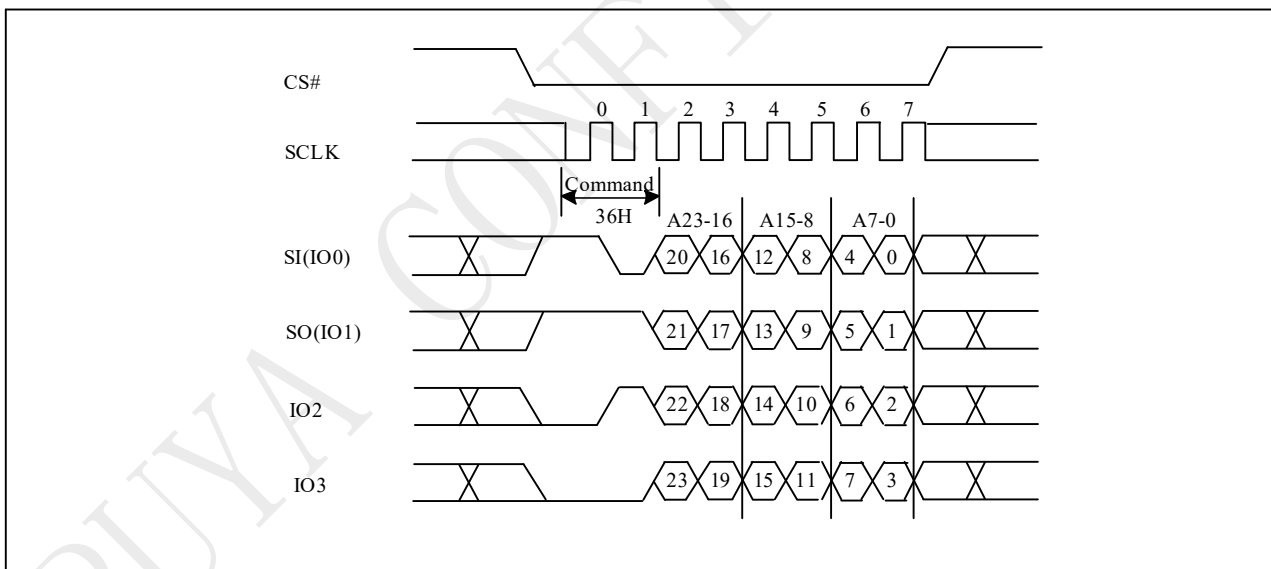 CS#
0 1 2 3 4 5 6 7
SCLK
Command
36H
A23-16 A15-8 A7-0
SI(IO0) 20 16 12 8 4 0
SO(IO1) 21 17 13 9 5 1
IO2 22 18 14 10 6 2
IO3 23 19 15 11 7 3
PUYA CONF